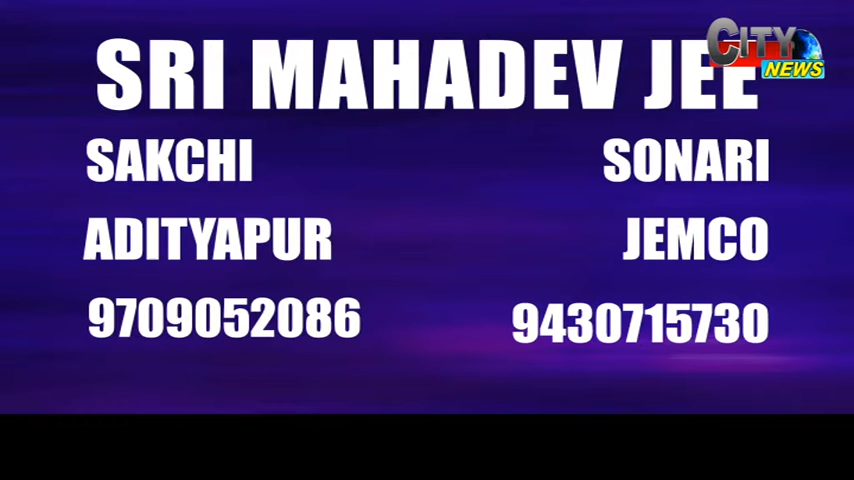 CITY
NEWS
SRI MAHADEV JEE
SAKCHI SONARI
ADITYAPUR JEMCO
9709052086 9430715730